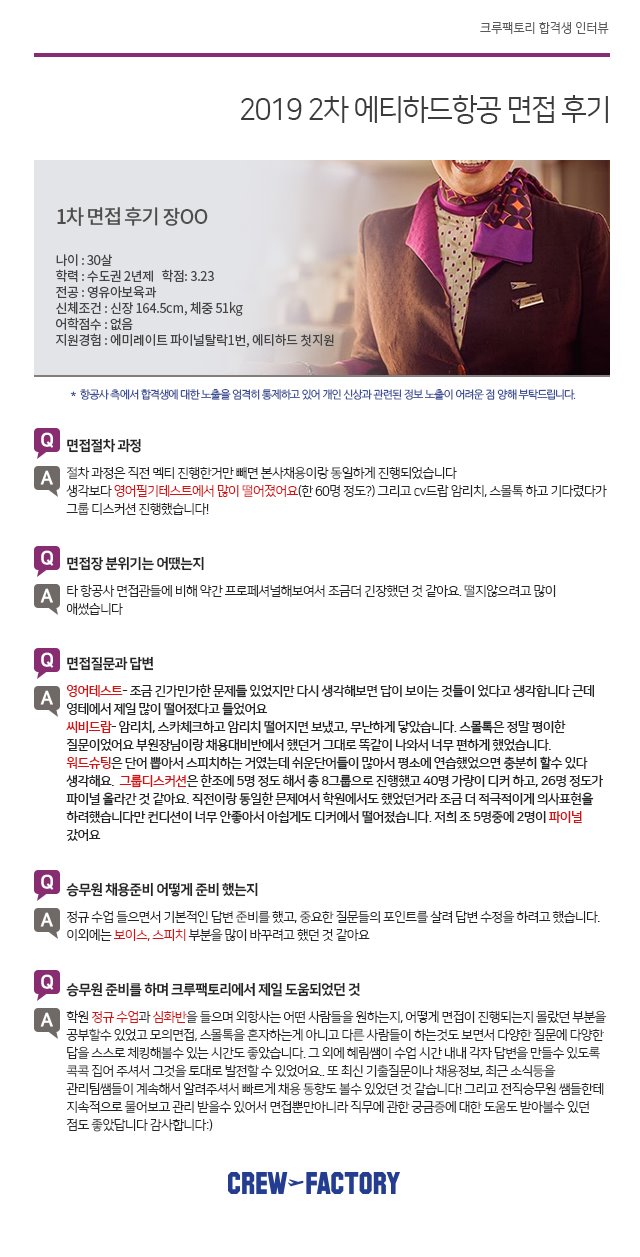 크루팩토리 합격생 인터뷰
2019 2차 에티하드항공 면접 후기
1차 면접 후기 장OO
나이 : 30살
학력 : 수도권 2년제 학점: 3.23
전공 : 영유아보육과
신체조건 : 신장 164.5cm, 체중 51kg
어학점수 : 없음
지원경험 : 에미레이트 파이널탈락1번, 에티하드 첫지원
* 항공사 측에서 합격생에 대한 노출을 엄격히 통제하고 있어 개인 신상과 관련된 정보 노출이 어려운 점 양해 부탁드립니다.
Q 면접절차 과정
A 절차 과정은 직전 멕티 진행한거만 빼면 본사채용이랑 동일하게 진행되었습니다
생각보다 영어필기테스트에서 많이 떨어졌어요(한 60명 정도?) 그리고 cv드랍 암리치, 스몰톡 하고 기다렸다가
그룹 디스커션 진행했습니다!
Q 면접장 분위기는 어땠는지
A 타 항공사 면접관들에 비해 약간 프로페셔널해보여서 조금더 긴장했던 것 같아요. 떨지않으려고 많이
애썼습니다
Q 면접질문과 답변
A 영어테스트- 조금 긴가민가한 문제들 있었지만 다시 생각해보면 답이 보이는 것들이 었다고 생각합니다 근데
영테에서 제일 많이 떨어졌다고 들었어요
씨비드랍- 암리치, 스카체크하고 암리치 떨어지면 보냈고, 무난하게 닿았습니다. 스몰톡은 정말 평이한
질문이었어요 부원장님이랑 채용대비반에서 했던거 그대로 똑같이 나와서 너무 편하게 했었습니다.
워드슈팅은 단어 뽑아서 스피치하는 거였는데 쉬운단어들이 많아서 평소에 연습했었으면 충분히 할수 있다
생각해요. 그룹디스커션은 한조에 5명 정도 해서 총 8그룹으로 진행했고 40명 가량이 디커 하고, 26명 정도가
파이널 올라간 것 같아요. 직전이랑 동일한 문제여서 학원에서도 했었던거라 조금 더 적극적이게 의사표현을
하려했습니다만 컨디션이 너무 안좋아서 아쉽게도 디커에서 떨어졌습니다. 저희 조 5명중에 2명이 파이널
갔어요
Q 승무원 채용준비 어떻게 준비 했는지
A 정규 수업 들으면서 기본적인 답변 준비를 했고, 중요한 질문들의 포인트를 살려 답변 수정을 하려고 했습니다.
이외에는 보이스, 스피치 부분을 많이 바꾸려고 했던 것 같아요
Q 승무원 준비를 하며 크루팩토리에서 제일 도움되었던 것
A 학원 정규 수업과 심화반을 들으며 외항사는 어떤 사람들을 원하는지, 어떻게 면접이 진행되는지 몰랐던 부분을
공부할수 있었고 모의면접, 스몰톡을 혼자하는게 아니고 다른 사람들이 하는것도 보면서 다양한 질문에 다양한
답을 스스로 체킹해볼수 있는 시간도 좋았습니다. 그 외에 혜림쌤이 수업 시간 내내 각자 답변을 만들수 있도록
콕콕 집어 주셔서 그것을 토대로 발전할 수 있었어요.. 또 최신 기출질문이나 채용정보, 최근 소식등을
관리팀쌤들이 계속해서 알려주셔서 빠르게 채용 동향도 볼수 있었던 것 같습니다! 그리고 전직승무원 쌤들한테
지속적으로 물어보고 관리 받을수 있어서 면접뿐만아니라 직무에 관한 궁금증에 대한 도움도 받아볼수 있던
점도 좋았답니다 감사합니다:)
CREW FACTORY